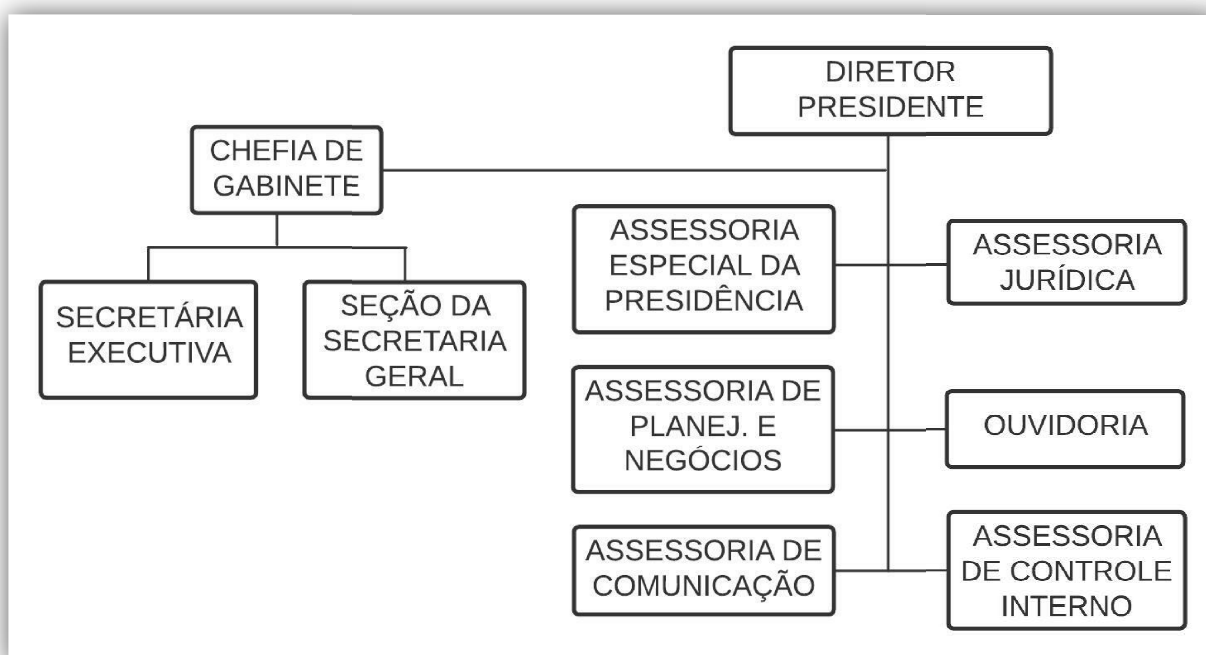 DIRETOR
PRESIDENTE
CHEFIA DE
GABINETE
SECRETÁRIA
EXECUTIVA
SEÇÃO DA
SECRETARIA
GERAL
ASSESSORIA
ESPECIAL DA
PRESIDÊNCIA
ASSESSORIA
JURÍDICA
ASSESSORIA DE
PLANEJ. E
NEGÓCIOS
OUVIDORIA
ASSESSORIA DE
COMUNICAÇÃO
ASSESSORIA
DE CONTROLE
INTERNO